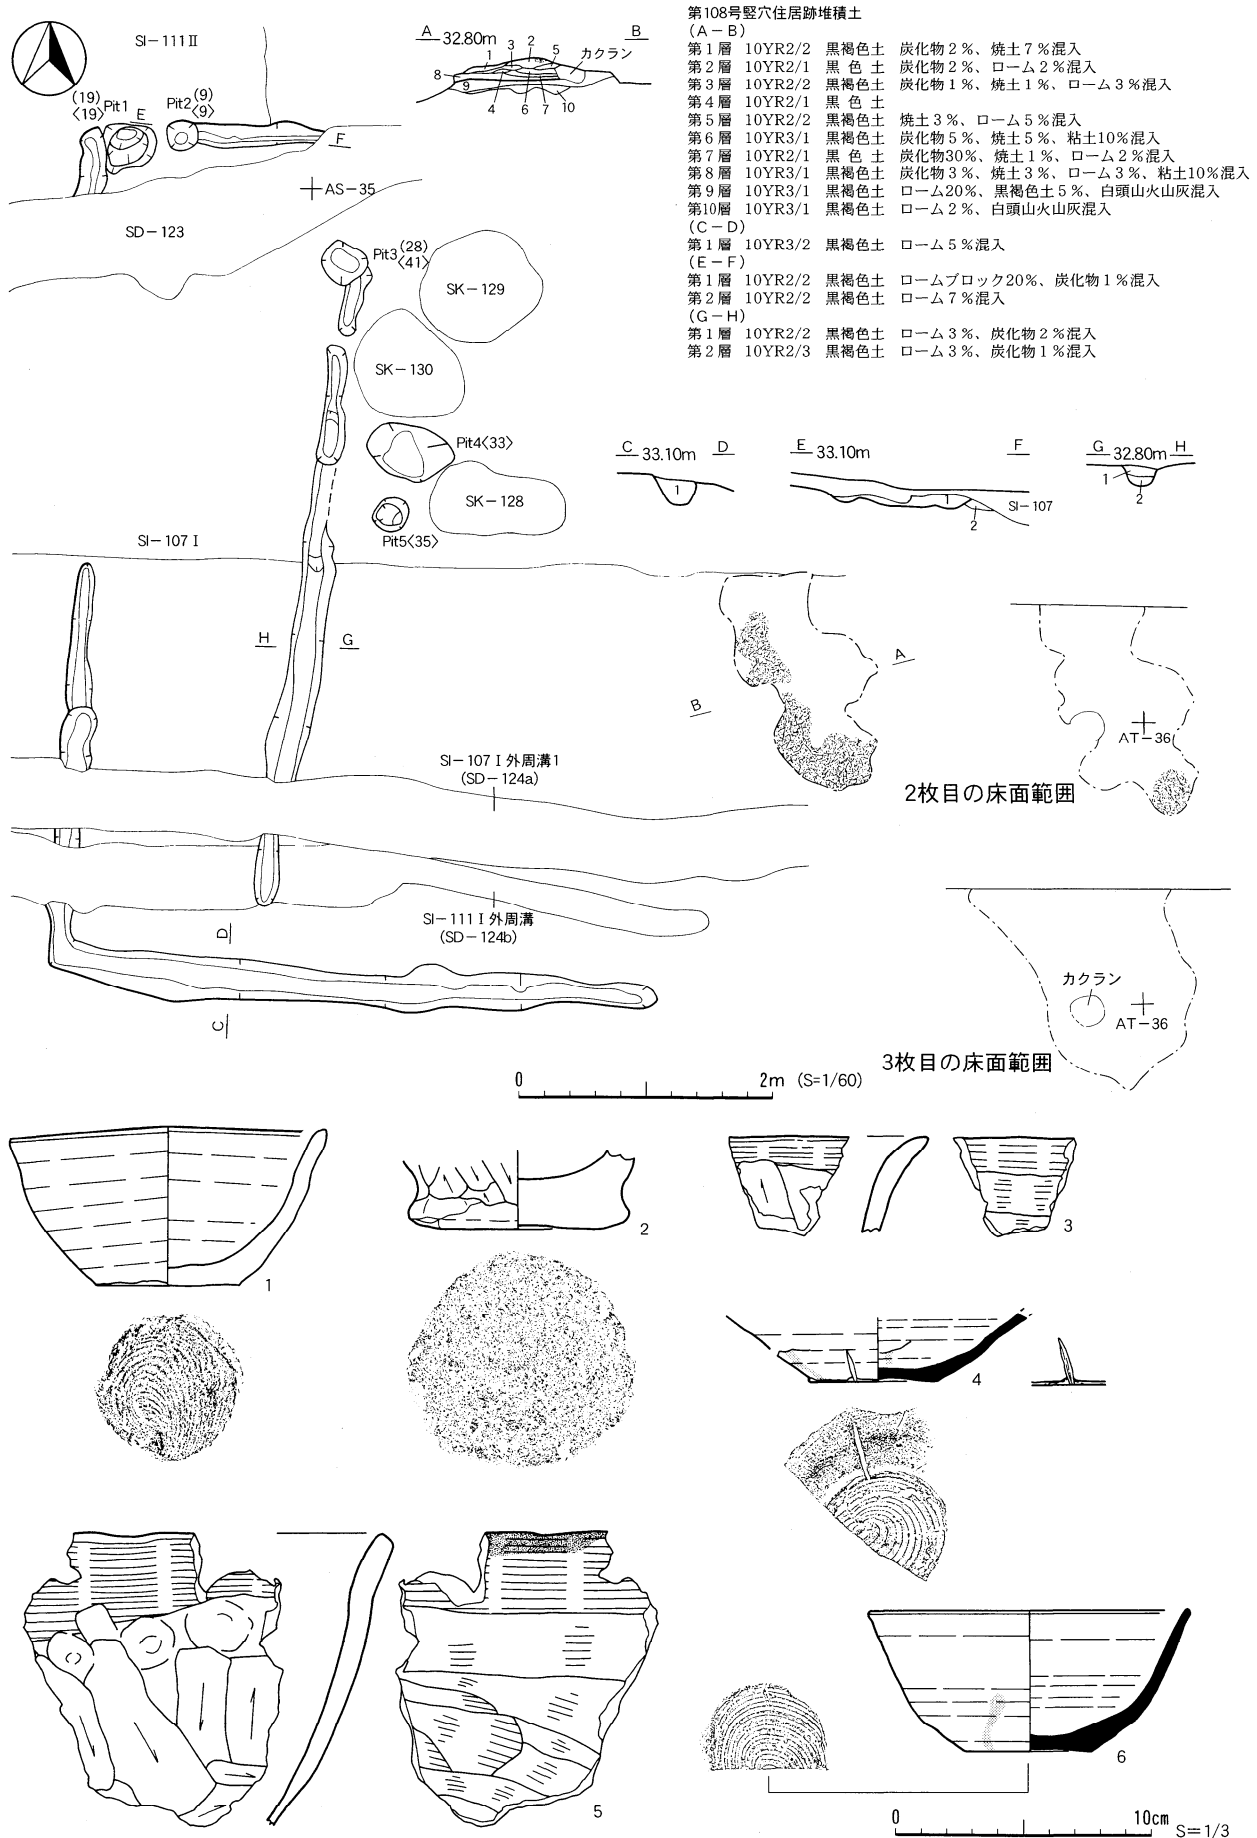 第108号竪穴住居跡堆積土
(A－B)
第1層 10YR2/2 黒褐色土 炭化物2％、焼土7％混入
第2層 10YR2/1 黒色土 炭化物2％、ローム2％混入
第3層 10YR2/2 黒褐色土 炭化物1％、焼土1％、ローム3％混入
第4層 10YR2/1 黒色土
第5層 10YR2/2 黒褐色土 焼土3％、ローム5％混入
第6層 10YR3/1 黒褐色土 炭化物5％、焼土5％、粘土10％混入
第7層 10YR2/1 黒色土 炭化物30％、焼土1％、ローム2％混入
第8層 10YR3/1 黒褐色土 炭化物3％、焼土3％、ローム3％、粘土10％混入
第9層 10YR3/1 黒褐色土 ローム20％、黒褐色土5％、白頭山火山灰混入
第10層 10YR3/1 黒褐色土 ローム2％、白頭山火山灰混入
(C－D)
第1層 10YR3/2 黒褐色土 ローム5％混入
(E－F)
第1層 10YR2/2 黒褐色土 ロームブロック20％、炭化物1％混入
第2層 10YR2/2 黒褐色土 ローム7％混入
(G－H)
第1層 10YR2/2 黒褐色土 ローム3％、炭化物2％混入
第2層 10YR2/3 黒褐色土 ローム3％、炭化物1％混入
SI－111Ⅱ
A 32.80m B
1 3 2 5 カクラン
8
9
4 6 7 10
(19)
〈19〉Pit1
E
Pit2(9)
〈9〉
F
AS－35
SD－123
Pit3(28)
〈41〉
SK－129
SK－130
Pit4〈33〉
SK－128
Pit5〈35〉
SI－107Ⅰ
C 33.10m D
1
E 33.10m F
1
2
SI－107
G 32.80m H
1
2
H G
A
B
AT－36
2枚目の床面範囲
SI－107Ⅰ外周溝1
(SD－124a)
SI－111Ⅰ外周溝
(SD－124b)
D
C
カクラン
AT－36
3枚目の床面範囲
0 2m (S=1/60)
1
2
3
4
5
6
0 10cm S=1/3